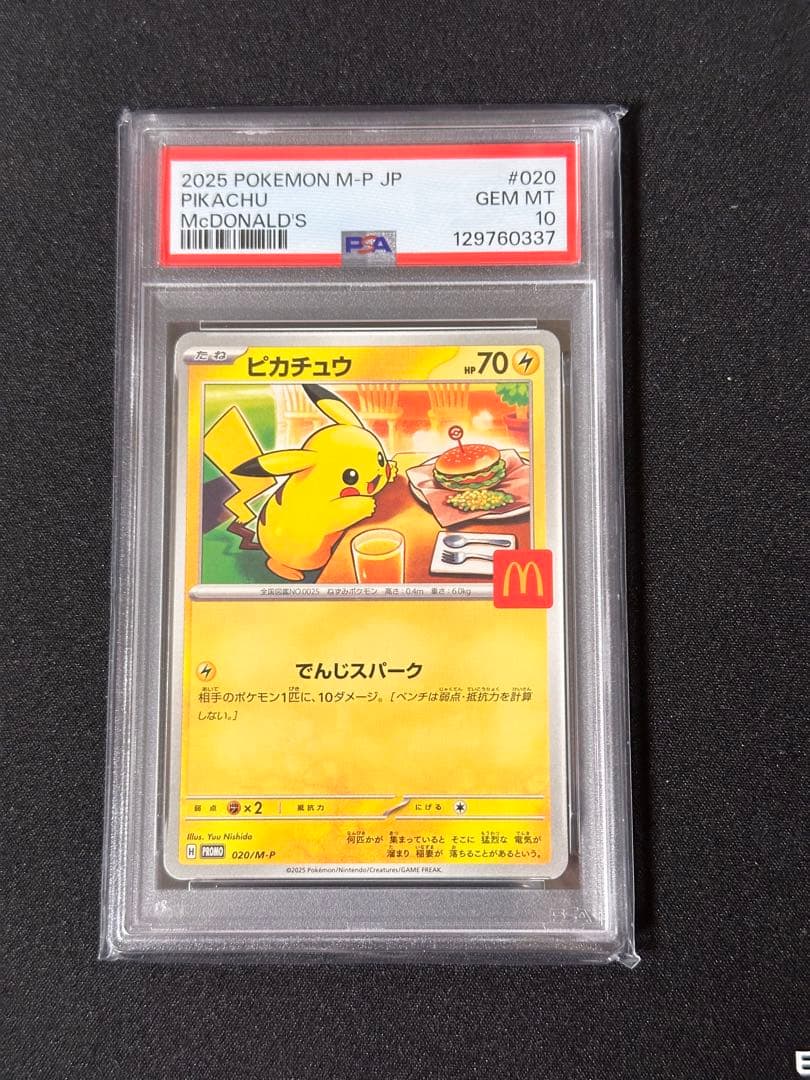 2025 POKEMON M-P JP #020
PIKACHU GEM MT
McDONALD'S 10
PSA 129760337
たね ピカチュウ HP70
M
全国図鑑NO.0025 ねずみポケモン 高さ:0.4m 重さ:6.0kg
でんじスパーク
相手のポケモン1匹に、10ダメージ。[ベンチは弱点・抵抗力を計算
しない。]
弱点 ×2 抵抗力 にげる
Illus. Yuu Nishida
何匹かが 集まっていると そこに 猛烈な 電気が
溜まり 稲妻が 落ちることがあるという。
H PROMO 020/M-P
©2025 Pokémon/Nintendo/Creatures/GAME FREAK.
PSA